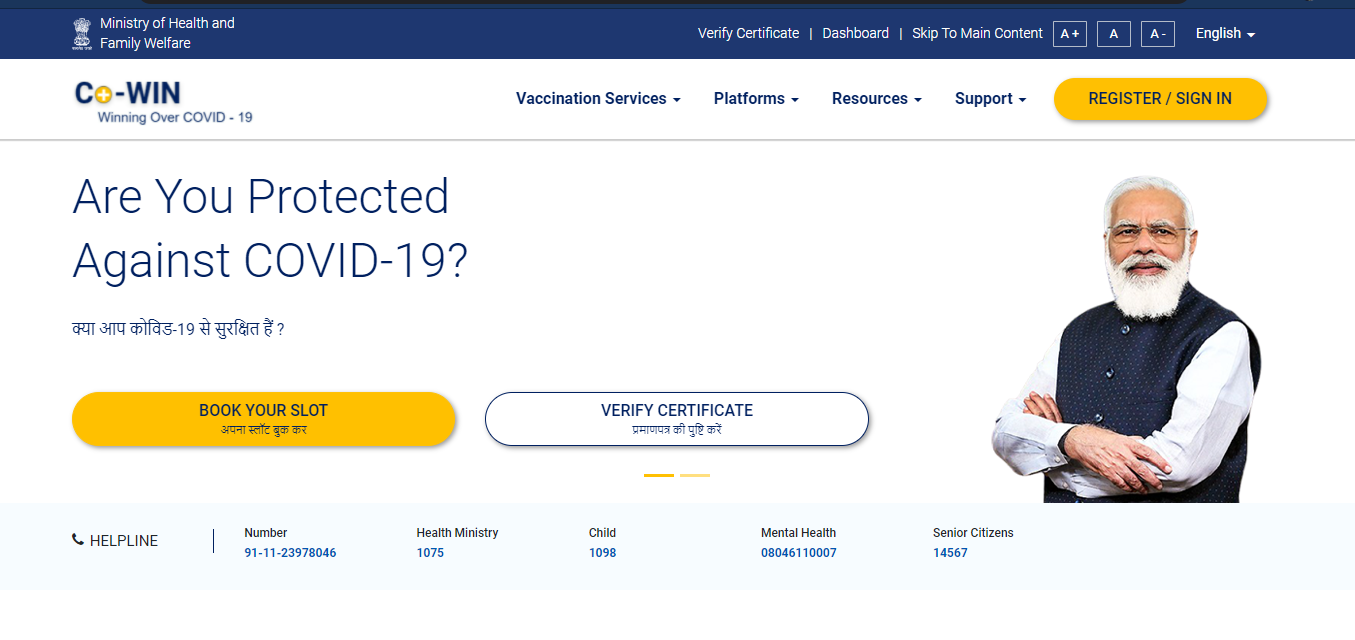 Ministry of Health and
Family Welfare
Verify Certificate | Dashboard | Skip To Main Content A + A A - English
Co-WIN
Winning Over COVID - 19
Vaccination Services Platforms Resources Support REGISTER / SIGN IN
Are You Protected
Against COVID-19?
क्या आप कोविड-19 से सुरक्षित हैं ?
BOOK YOUR SLOT
अपना स्लॉट बुक कर
VERIFY CERTIFICATE
प्रमाणपत्र की पुष्टि करें
HELPLINE
Number
91-11-23978046
Health Ministry
1075
Child
1098
Mental Health
08046110007
Senior Citizens
14567